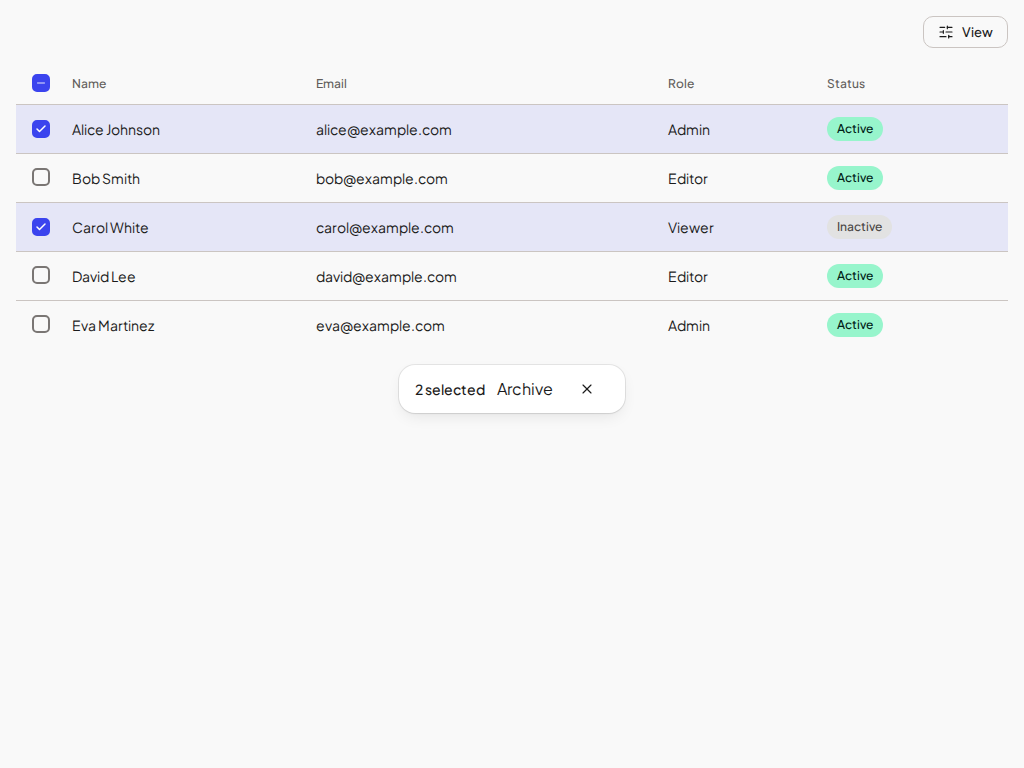 View
Name Email Role Status
Alice Johnson alice@example.com Admin Active
Bob Smith bob@example.com Editor Active
Carol White carol@example.com Viewer Inactive
David Lee david@example.com Editor Active
Eva Martinez eva@example.com Admin Active
2 selected Archive